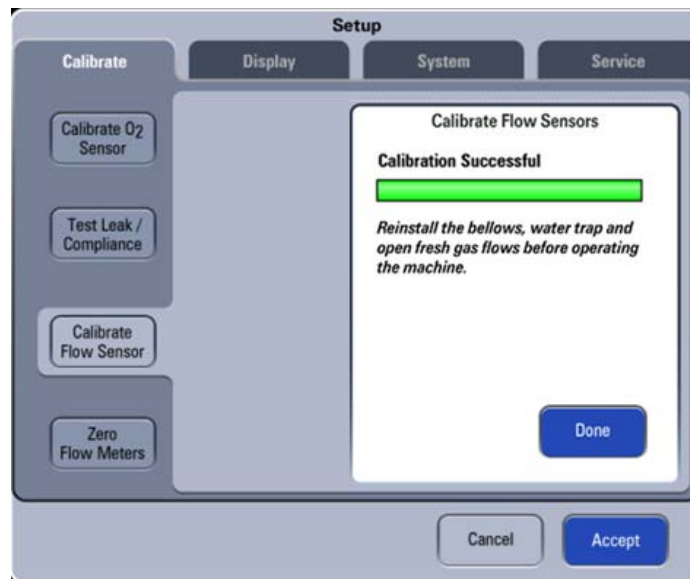 Setup
Calibrate
Display
System
Service
Calibrate O2
Sensor
Test Leak /
Compliance
Calibrate
Flow Sensor
Zero
Flow Meters
Calibrate Flow Sensors
Calibration Successful
Reinstall the bellows, water trap and
open fresh gas flows before operating
the machine.
Done
Cancel
Accept